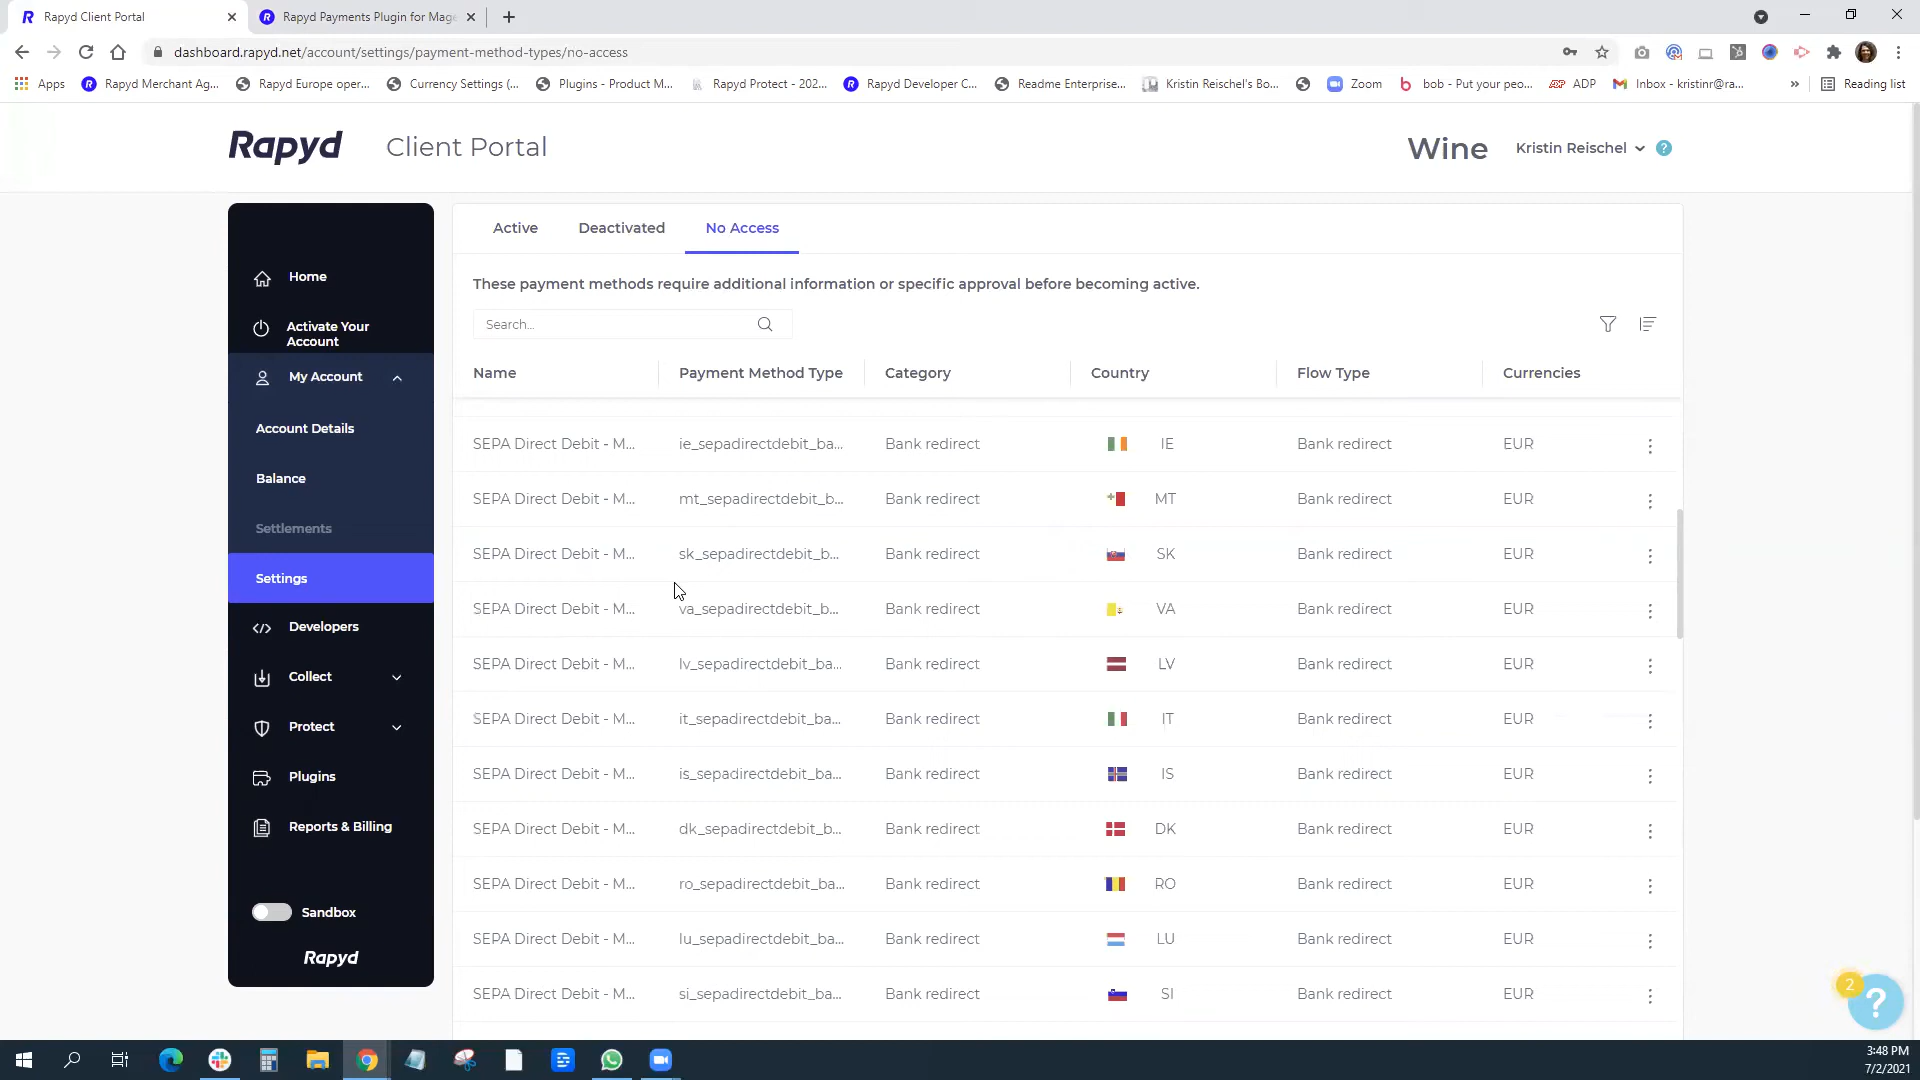 Rapyd Client Portal
Rapyd Payments Plugin for Mage
dashboard.rapyd.net/account/settings/payment-method-types/no-access
Apps
Rapyd Merchant Ag...
Rapyd Europe oper...
Currency Settings (...
Plugins - Product M...
Rapyd Protect - 202...
Rapyd Developer C...
Readme Enterprise...
Kristin Reischel's Bo...
Zoom
bob - Put your peo...
ADP
Inbox - kristinr@ra...
»
Reading list
Rapyd
Client Portal
Wine
Kristin Reischel
?
Home
Activate Your
Account
My Account
Account Details
Balance
Settlements
Settings
Developers
Collect
Protect
Plugins
Reports & Billing
Sandbox
Rapyd
Active Deactivated No Access
These payment methods require additional information or specific approval before becoming active.
Search...
Name Payment Method Type Category Country Flow Type Currencies
SEPA Direct Debit - M... ie_sepadirectdebit_ba... Bank redirect IE Bank redirect EUR
SEPA Direct Debit - M... mt_sepadirectdebit_b... Bank redirect MT Bank redirect EUR
SEPA Direct Debit - M... sk_sepadirectdebit_b... Bank redirect SK Bank redirect EUR
SEPA Direct Debit - M... va_sepadirectdebit_b... Bank redirect VA Bank redirect EUR
SEPA Direct Debit - M... lv_sepadirectdebit_ba... Bank redirect LV Bank redirect EUR
SEPA Direct Debit - M... it_sepadirectdebit_ba... Bank redirect IT Bank redirect EUR
SEPA Direct Debit - M... is_sepadirectdebit_ba... Bank redirect IS Bank redirect EUR
SEPA Direct Debit - M... dk_sepadirectdebit_b... Bank redirect DK Bank redirect EUR
SEPA Direct Debit - M... ro_sepadirectdebit_ba... Bank redirect RO Bank redirect EUR
SEPA Direct Debit - M... lu_sepadirectdebit_ba... Bank redirect LU Bank redirect EUR
SEPA Direct Debit - M... si_sepadirectdebit_ba... Bank redirect SI Bank redirect EUR
2
?
3:48 PM
7/2/2021